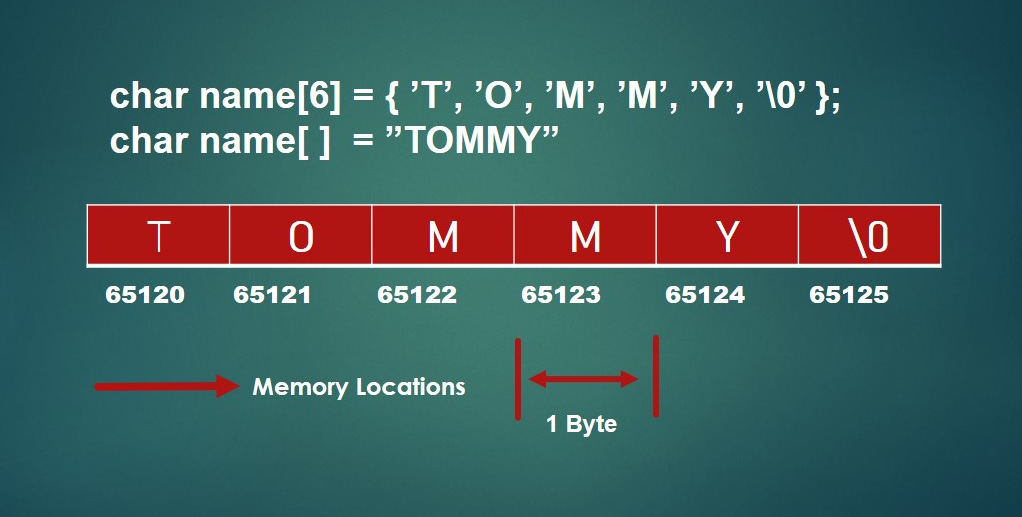 char name[6] = { ’T’, ’O’, ’M’, ’M’, ’Y’, ’\0’ };
char name[ ] = ”TOMMY”
T O M M Y \0
65120 65121 65122 65123 65124 65125
Memory Locations
1 Byte